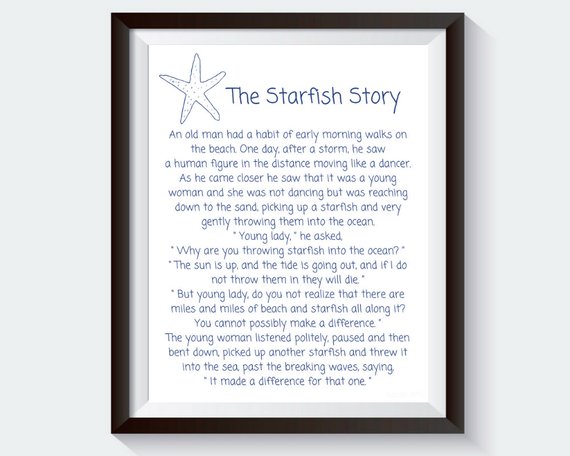 The Starfish Story
An old man had a habit of early morning walks on
the beach. One day, after a storm, he saw
a human figure in the distance moving like a dancer.
As he came closer he saw that it was a young
woman and she was not dancing but was reaching
down to the sand, picking up a starfish and very
gently throwing them into the ocean.
" Young lady, " he asked,
" Why are you throwing starfish into the ocean? "
" The sun is up, and the tide is going out, and if I do
not throw them in they will die. "
" But young lady, do you not realize that there are
miles and miles of beach and starfish all along it?
You cannot possibly make a difference. "
The young woman listened politely, paused and then
bent down, picked up another starfish and threw it
into the sea, past the breaking waves, saying,
" It made a difference for that one. "